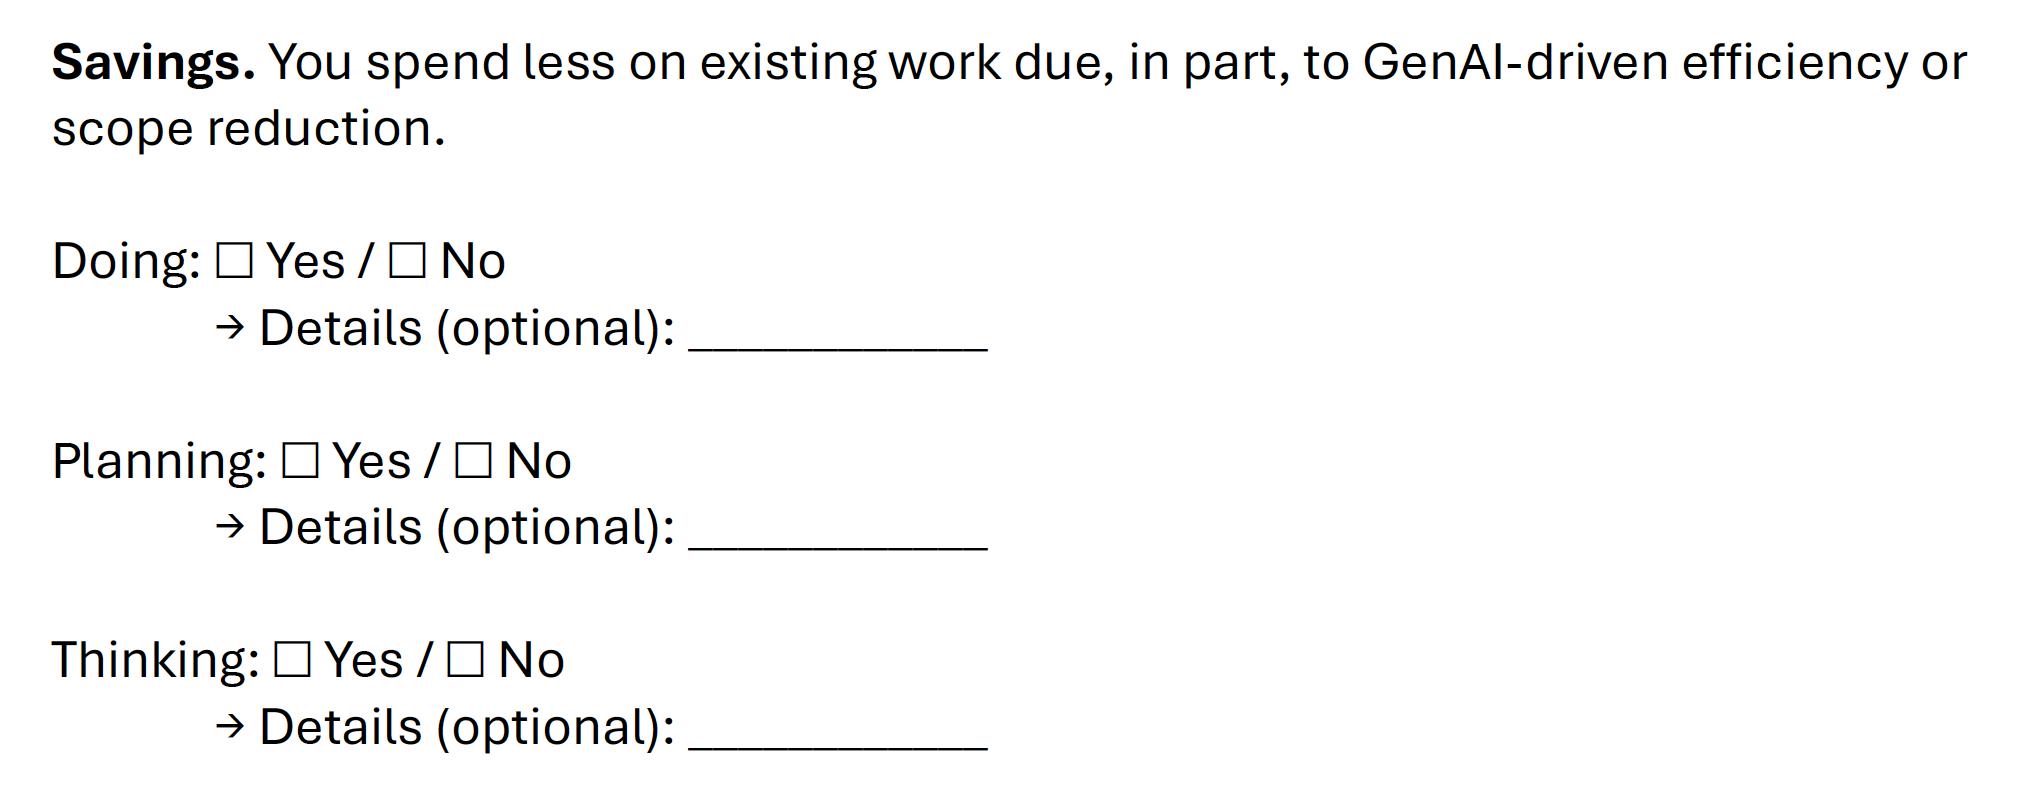 Savings. You spend less on existing work due, in part, to GenAI-driven efficiency or
scope reduction.
Doing: ☐ Yes / ☐ No
→ Details (optional): ____________
Planning: ☐ Yes / ☐ No
→ Details (optional): ____________
Thinking: ☐ Yes / ☐ No
→ Details (optional): ____________